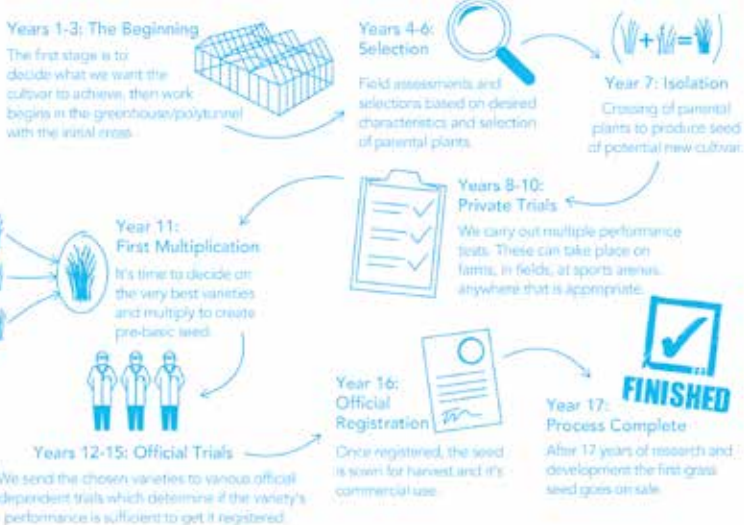 Years 1-3: The Beginning
The first stage is to
decide what we want the
cultivar to achieve, then work
begins in the greenhouse/polytunnel
with the initial cross.
Years 4-6:
Selection
Field assessments and
selections based on desired
characteristics and selection
of parental plants.
Year 7: Isolation
Crossing of parental
plants to produce seed
of potential new cultivar.
Years 8-10:
Private Trials
We carry out multiple performance
tests. These can take place on
farms, in fields, at sports arenas,
anywhere that is appropriate.
Year 11:
First Multiplication
It's time to decide on
the very best varieties
and multiply to create
pre-basic seed.
Years 12-15: Official Trials
We send the chosen varieties to various official
dependent trials which determine if the variety's
performance is sufficient to get it registered.
Year 16:
Official
Registration
Once registered, the seed
is sown for harvest and it's
commercial use.
FINISHED
Year 17:
Process Complete
After 17 years of research and
development the first grass
seed goes on sale.